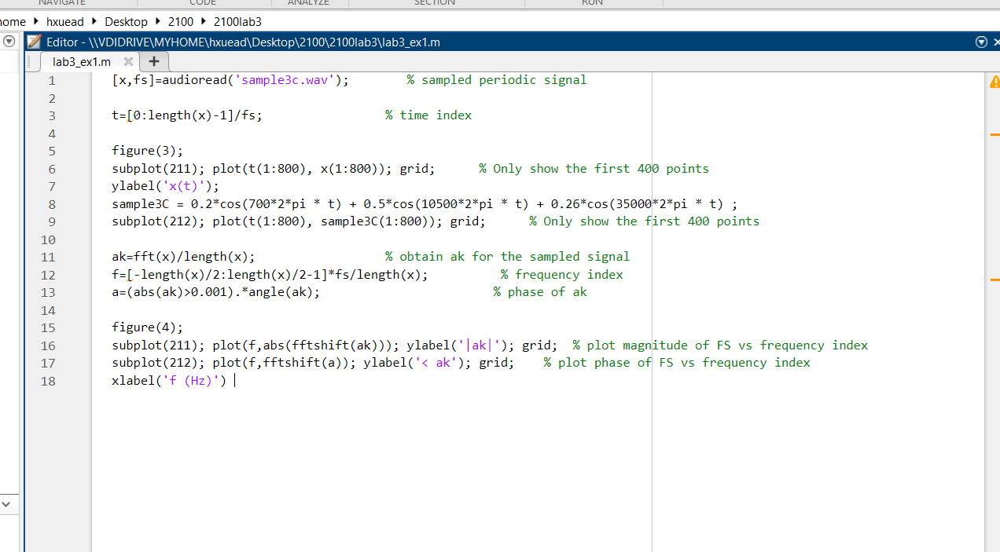 NAVIGATE CODE ANALYZE SECTION RUN
home hxuead Desktop 2100 2100lab3
Editor - \\VDIDRIVE\MYHOME\hxuead\Desktop\2100\2100lab3\lab3_ex1.m
lab3_ex1.m
1 [x,fs]=audioread('sample3c.wav'); % sampled periodic signal
2
3 t=[0:length(x)-1]/fs; % time index
4
5 figure(3);
6 subplot(211); plot(t(1:800), x(1:800)); grid; % Only show the first 400 points
7 ylabel('x(t)');
8 sample3C = 0.2*cos(700*2*pi * t) + 0.5*cos(10500*2*pi * t) + 0.26*cos(35000*2*pi * t) ;
9 subplot(212); plot(t(1:800), sample3C(1:800)); grid; % Only show the first 400 points
10
11 ak=fft(x)/length(x); % obtain ak for the sampled signal
12 f=[-length(x)/2:length(x)/2-1]*fs/length(x); % frequency index
13 a=(abs(ak)>0.001).*angle(ak); % phase of ak
14
15 figure(4);
16 subplot(211); plot(f,abs(fftshift(ak))); ylabel('|ak|'); grid; % plot magnitude of FS vs frequency index
17 subplot(212); plot(f,fftshift(a)); ylabel('< ak'); grid; % plot phase of FS vs frequency index
18 xlabel('f (Hz)')